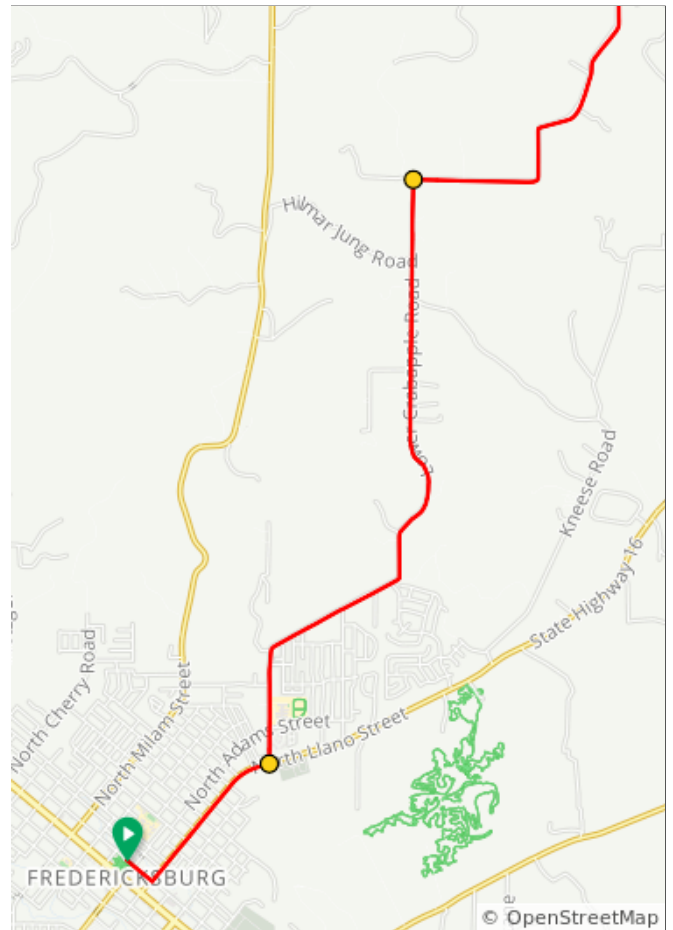 Hilmar Jung Road
Lower Crabapple Road
Kneese Road
State Highway 16
North Cherry Road
North Milam Street
North Adams Street
North Llano Street
FREDERICKSBURG
© OpenStreetMap